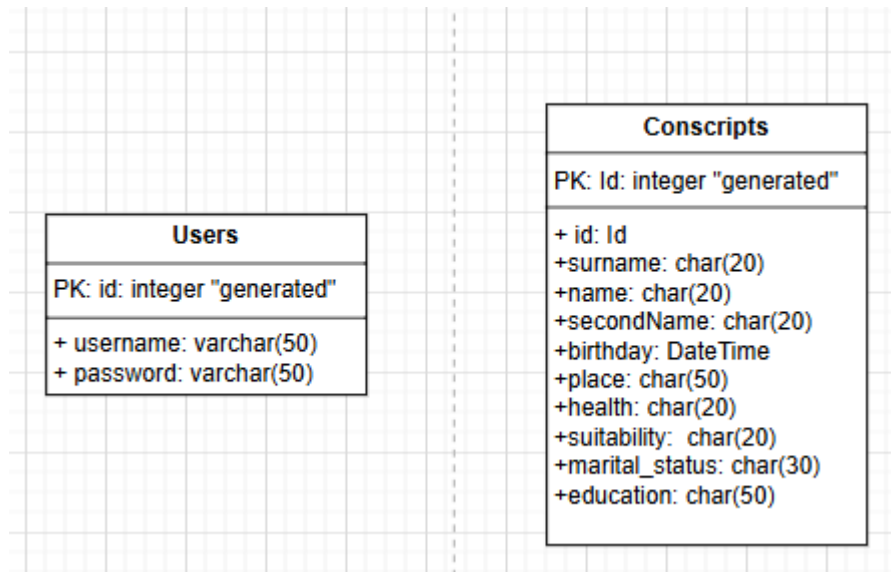 Users
PK: id: integer "generated"
+ username: varchar(50)
+ password: varchar(50)
Conscripts
PK: Id: integer "generated"
+ id: Id
+surname: char(20)
+name: char(20)
+secondName: char(20)
+birthday: DateTime
+place: char(50)
+health: char(20)
+suitability:  char(20)
+marital_status: char(30)
+education: char(50)